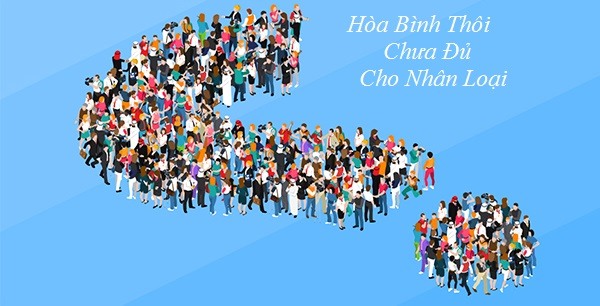 Hòa Bình Thôi
Chưa Đủ
Cho Nhân Loại